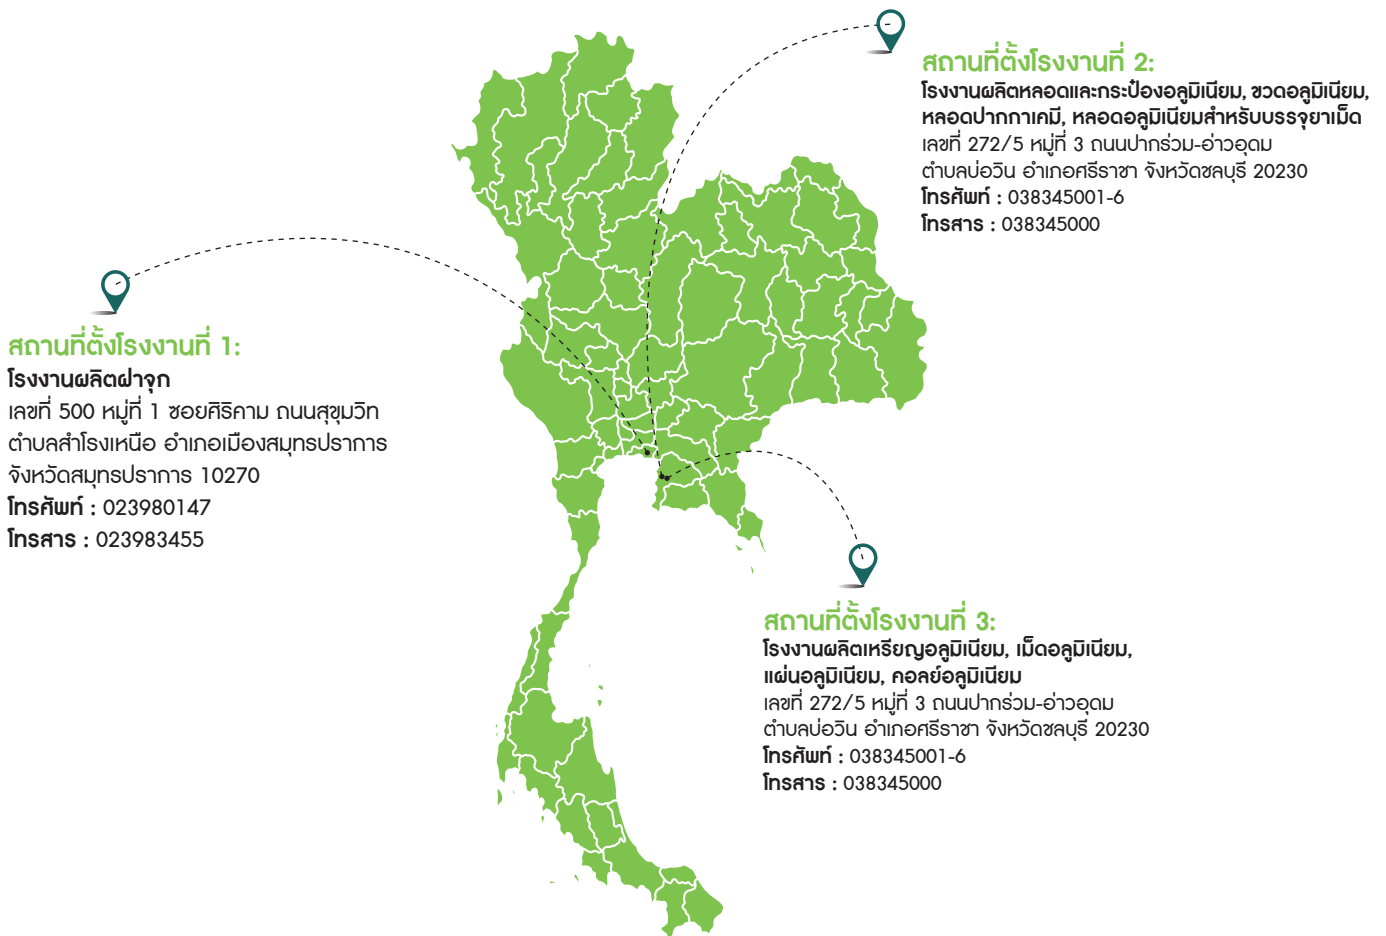 สถานที่ตั้งโรงงานที่ 1:
โรงงานผลิตฝาจุก
เลขที่ 500 หมู่ที่ 1 ซอยศิริคาม ถนนสุขุมวิท
ตำบลสำโรงเหนือ อำเภอเมืองสมุทรปราการ
จังหวัดสมุทรปราการ 10270
โทรศัพท์ : 023980147
โทรสาร : 023983455
สถานที่ตั้งโรงงานที่ 2:
โรงงานผลิตหลอดและกระป๋องอลูมิเนียม, ขวดอลูมิเนียม,
หลอดปากกาเคมี, หลอดอลูมิเนียมสำหรับบรรจุยาเม็ด
เลขที่ 272/5 หมู่ที่ 3 ถนนปากร่วม-อ่าวอุดม
ตำบลบ่อวิน อำเภอศรีราชา จังหวัดชลบุรี 20230
โทรศัพท์ : 038345001-6
โทรสาร : 038345000
สถานที่ตั้งโรงงานที่ 3:
โรงงานผลิตเหรียญอลูมิเนียม, เม็ดอลูมิเนียม,
แผ่นอลูมิเนียม, คอลย์อลูมิเนียม
เลขที่ 272/5 หมู่ที่ 3 ถนนปากร่วม-อ่าวอุดม
ตำบลบ่อวิน อำเภอศรีราชา จังหวัดชลบุรี 20230
โทรศัพท์ : 038345001-6
โทรสาร : 038345000